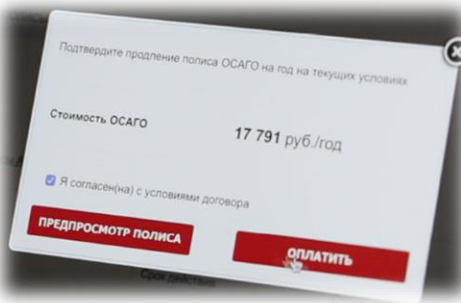 Подтвердите продление полиса ОСАГО на год на текущих условиях
Стоимость ОСАГО
17 791 руб./год
Я согласен(на) с условиями договора
ПРЕДПРОСМОТР ПОЛИСА
ОПЛАТИТЬ
Срок действия